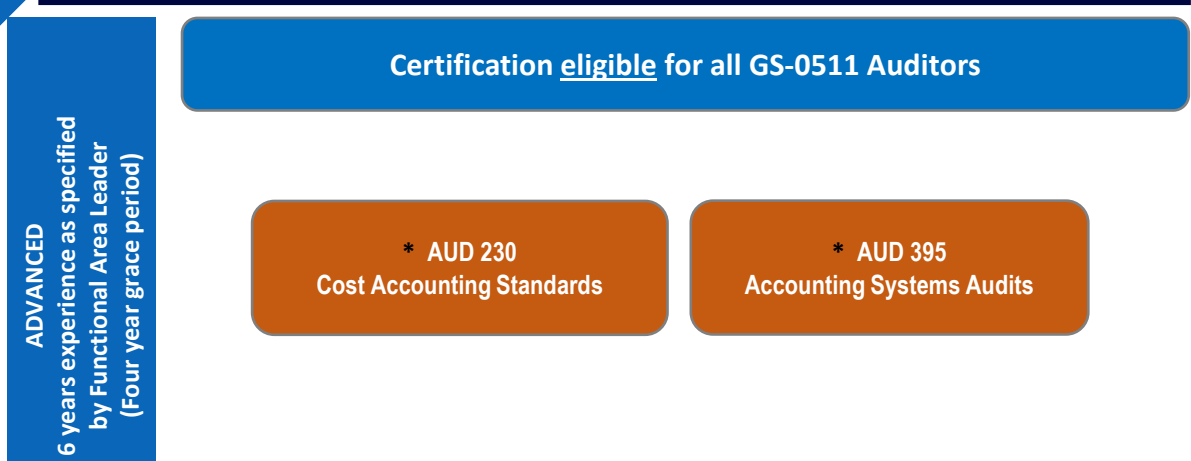 ADVANCED
6 years experience as specified
by Functional Area Leader
(Four year grace period)
Certification eligible for all GS-0511 Auditors
* AUD 230
Cost Accounting Standards
* AUD 395
Accounting Systems Audits